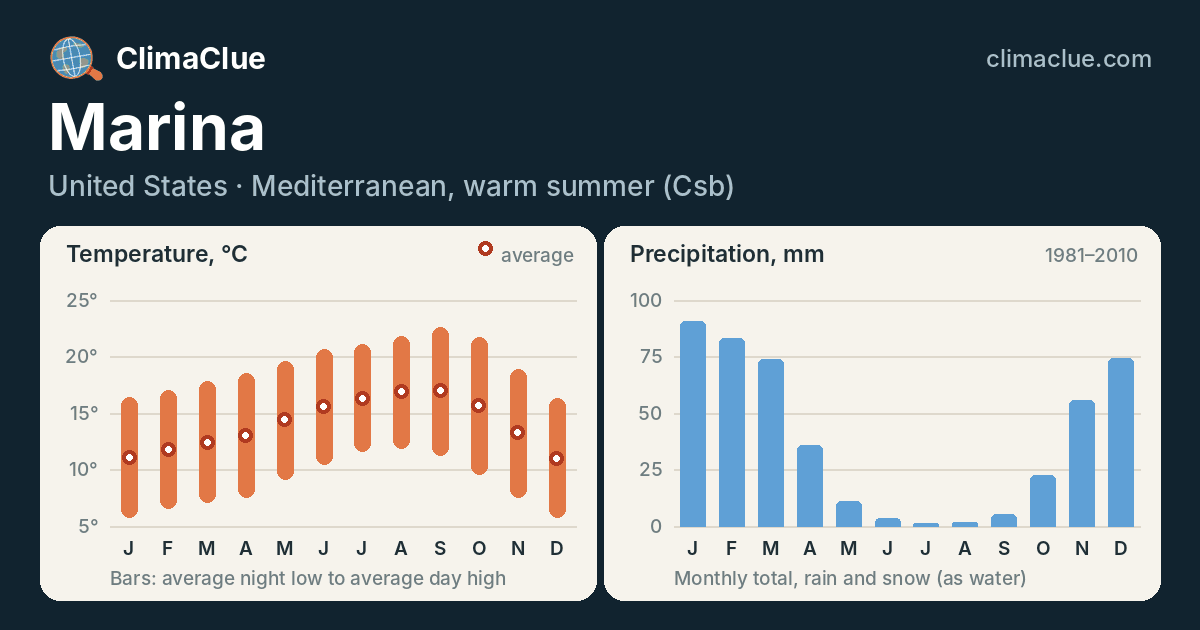 ClimaClue
climaclue.com
Marina
United States · Mediterranean, warm summer (Csb)
Temperature, °C
average
25°
20°
15°
10°
5°
J F M A M J J A S O N D
Bars: average night low to average day high
Precipitation, mm
1981–2010
100
75
50
25
0
J F M A M J J A S O N D
Monthly total, rain and snow (as water)